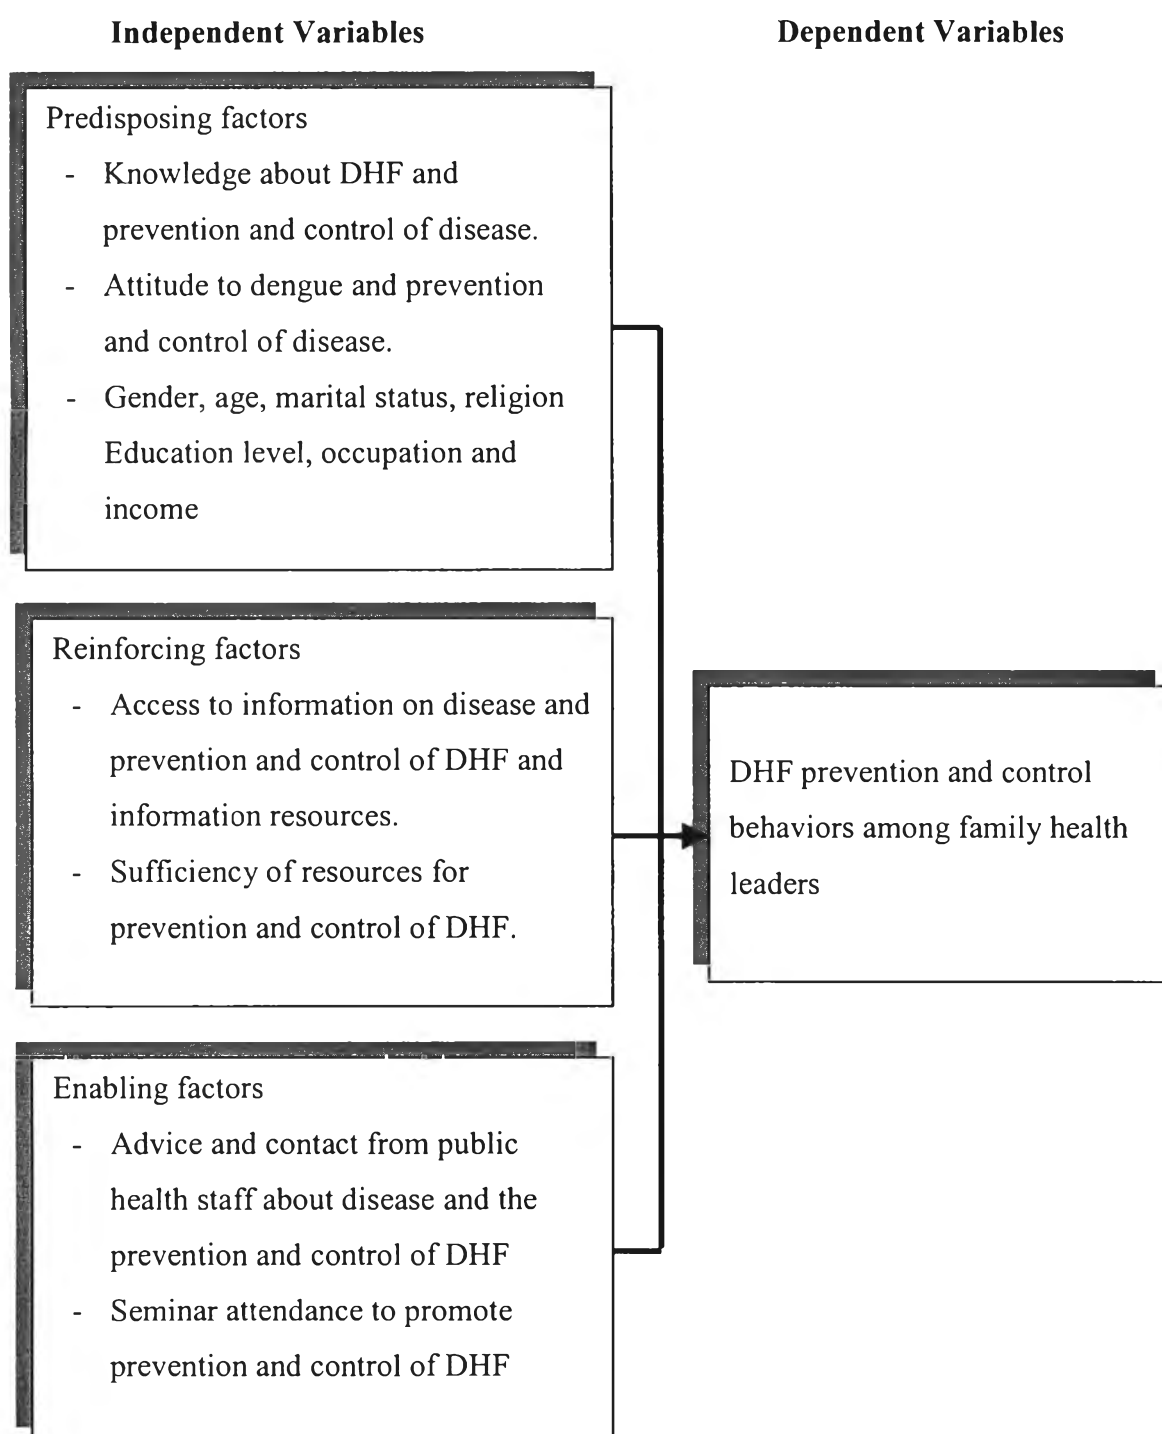 Independent Variables
Dependent Variables
Predisposing factors
- Knowledge about DHF and
prevention and control of disease.
- Attitude to dengue and prevention
and control of disease.
- Gender, age, marital status, religion
Education level, occupation and
income
Reinforcing factors
- Access to information on disease and
prevention and control of DHF and
information resources.
- Sufficiency of resources for
prevention and control of DHF.
DHF prevention and control
behaviors among family health
leaders
Enabling factors
- Advice and contact from public
health staff about disease and the
prevention and control of DHF
- Seminar attendance to promote
prevention and control of DHF